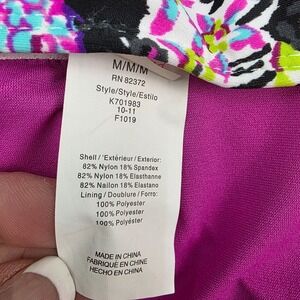 M/M/M
RN 82372
Style/Style/Estilo
K701983
10-11
F1019
Shell / 'Extérieur / Exterior:
82% Nylon 18% Spandex
82% Nylon 18% Elasthanne
82% Nailon 18% Elastano
Lining / Doublure / Forro:
100% Polyester
100% Polyester
100% Polyester
MADE IN CHINA
FABRIQUÉ EN CHINE
HECHO EN CHINA